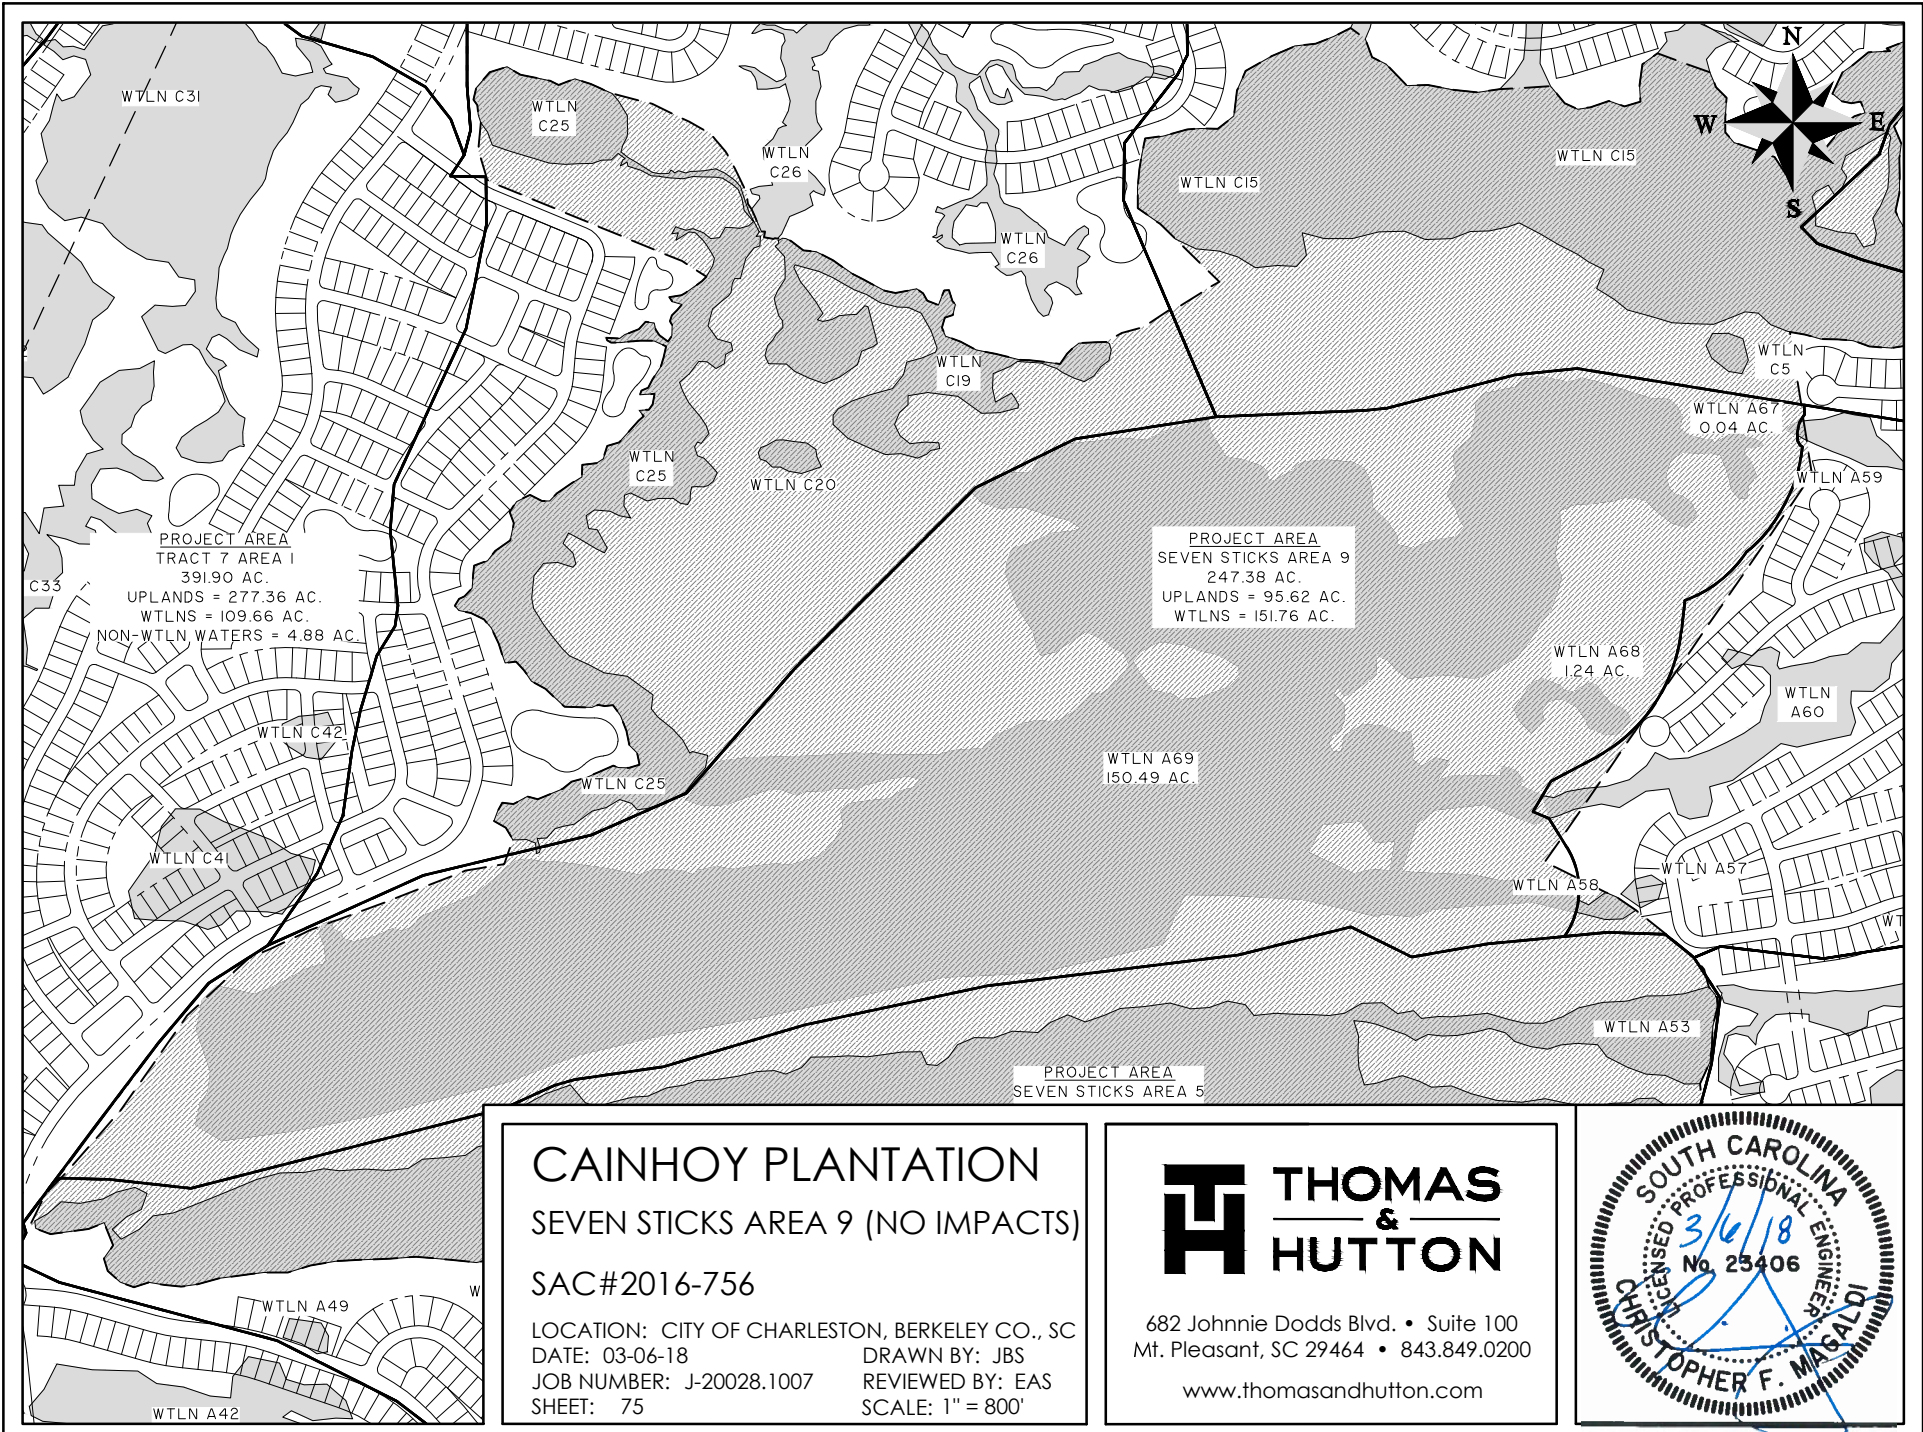 N
W E
S
WTLN C31
WTLN
C25
WTLN
C26
WTLN C15
WTLN C15
WTLN
C26
WTLN
C19
WTLN
C5
WTLN A67
0.04 AC.
WTLN
C25
WTLN C20
WTLN A59
PROJECT AREA
TRACT 7 AREA 1
391.90 AC.
UPLANDS = 277.36 AC.
WTLNS = 109.66 AC.
NON-WTLN WATERS = 4.88 AC.
C33
PROJECT AREA
SEVEN STICKS AREA 9
247.38 AC.
UPLANDS = 95.62 AC.
WTLNS = 151.76 AC.
WTLN A68
1.24 AC.
WTLN
A60
WTLN C42
WTLN A69
150.49 AC.
WTLN C25
WTLN C41
WTLN A58
WTLN A57
WT
WTLN A53
PROJECT AREA
SEVEN STICKS AREA 5
W
WTLN A49
WTLN A42
CAINHOY PLANTATION
SEVEN STICKS AREA 9 (NO IMPACTS)
SAC#2016-756
LOCATION: CITY OF CHARLESTON, BERKELEY CO., SC
DATE: 03-06-18 DRAWN BY: JBS
JOB NUMBER: J-20028.1007 REVIEWED BY: EAS
SHEET: 75 SCALE: 1" = 800'
THOMAS
&
HUTTON
682 Johnnie Dodds Blvd. • Suite 100
Mt. Pleasant, SC 29464 • 843.849.0200
www.thomasandhutton.com
SOUTH CAROLINA
LICENSED PROFESSIONAL ENGINEER
3/6/18
No. 23406
CHRISTOPHER F. MAGALDI